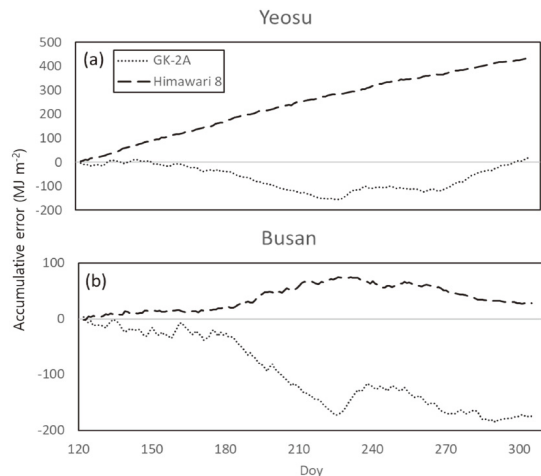 Yeosu
500
400
300
200
100
0
-100
-200
(a)
GK-2A
Himawari 8
Accumulative error (MJ m⁻²)
Busan
100
0
-100
-200
(b)
120 150 180 210 240 270 300
Doy